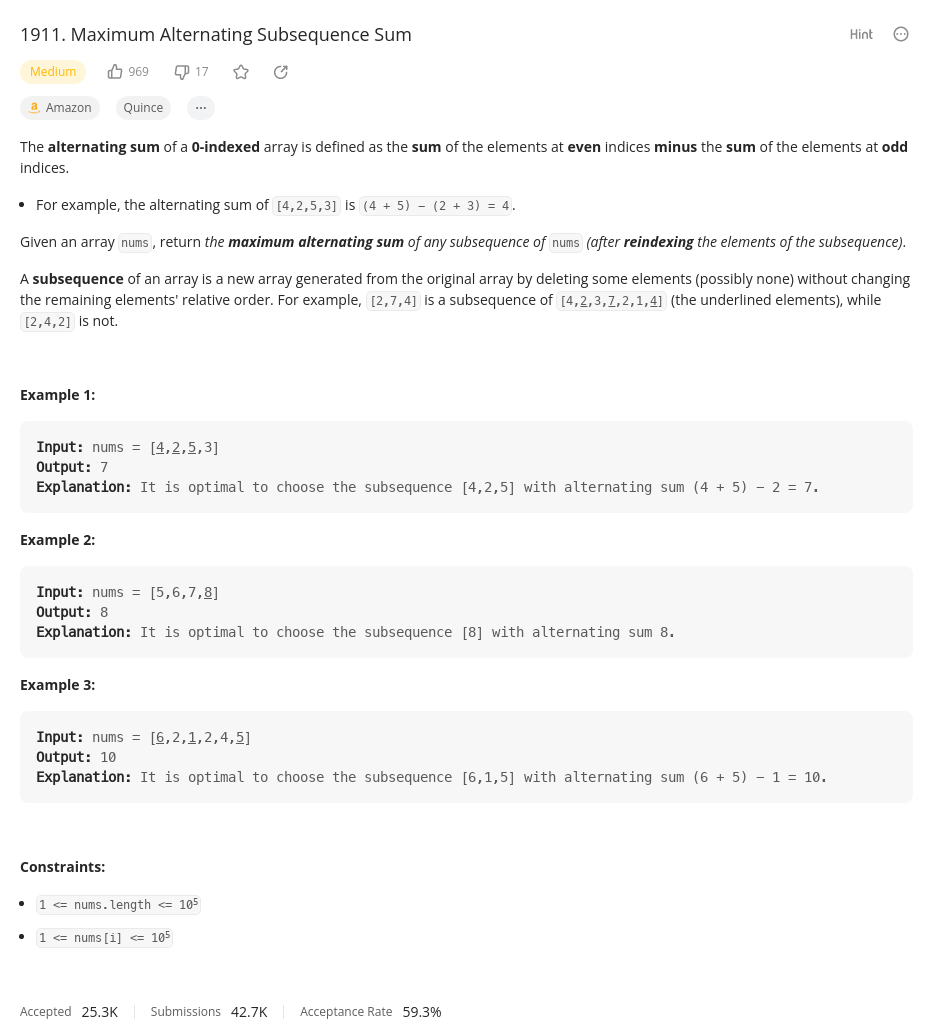 1911. Maximum Alternating Subsequence Sum
Hint
Medium 969 17
Amazon Quince ...
The alternating sum of a 0-indexed array is defined as the sum of the elements at even indices minus the sum of the elements at odd
indices.
• For example, the alternating sum of [4,2,5,3] is (4 + 5) − (2 + 3) = 4.
Given an array nums, return the maximum alternating sum of any subsequence of nums (after reindexing the elements of the subsequence).
A subsequence of an array is a new array generated from the original array by deleting some elements (possibly none) without changing
the remaining elements' relative order. For example, [2,7,4] is a subsequence of [4,2,3,7,2,1,4] (the underlined elements), while
[2,4,2] is not.
Example 1:
Input: nums = [4,2,5,3]
Output: 7
Explanation: It is optimal to choose the subsequence [4,2,5] with alternating sum (4 + 5) − 2 = 7.
Example 2:
Input: nums = [5,6,7,8]
Output: 8
Explanation: It is optimal to choose the subsequence [8] with alternating sum 8.
Example 3:
Input: nums = [6,2,1,2,4,5]
Output: 10
Explanation: It is optimal to choose the subsequence [6,1,5] with alternating sum (6 + 5) − 1 = 10.
Constraints:
• 1 <= nums.length <= 10⁵
• 1 <= nums[i] <= 10⁵
Accepted 25.3K Submissions 42.7K Acceptance Rate 59.3%